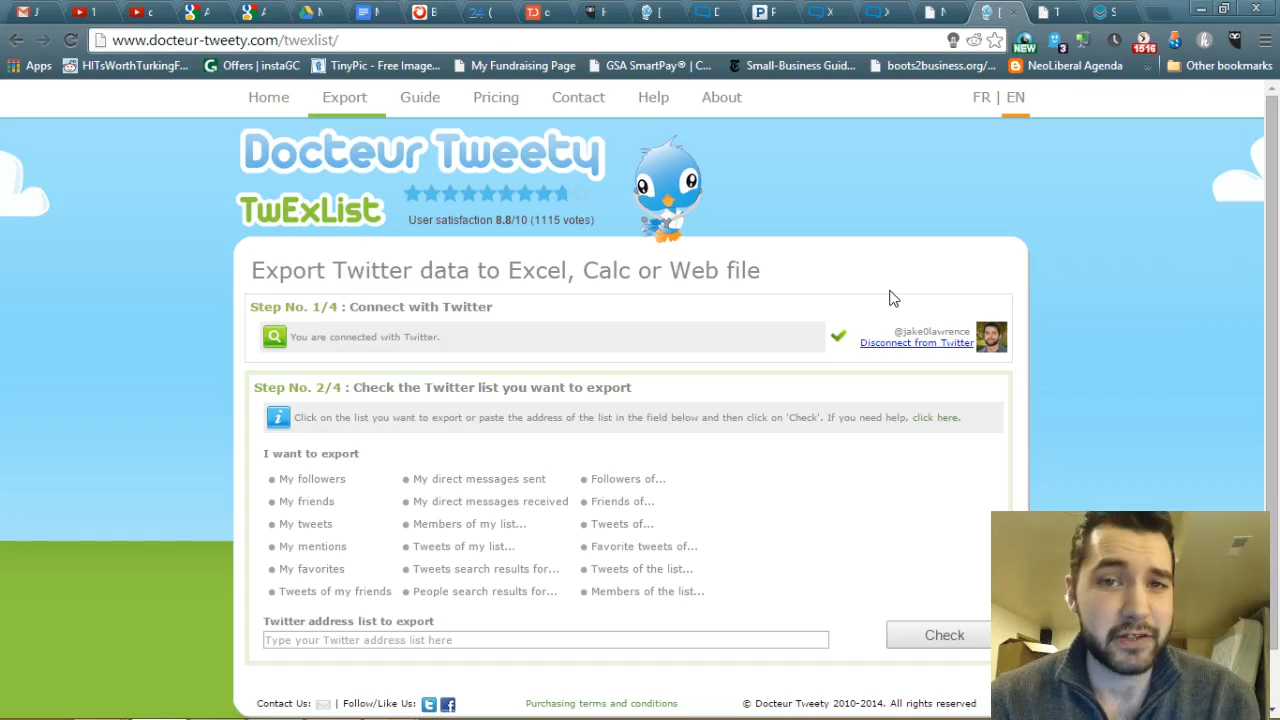 J
1
c
A
A
M
N
B
24 (
c
H
[
D
P
X
X
N
[
T
S
www.docteur-tweety.com/twexlist/
NEW
3
1516
Apps
HITsWorthTurkingF...
Offers | instaGC
TinyPic - Free Image...
My Fundraising Page
GSA SmartPay® | C...
Small-Business Guid...
boots2business.org/...
NeoLiberal Agenda
»
Other bookmarks
Home
Export
Guide
Pricing
Contact
Help
About
FR | EN
Docteur Tweety
TwExList
User satisfaction 8.8/10 (1115 votes)
Export Twitter data to Excel, Calc or Web file
Step No. 1/4 : Connect with Twitter
You are connected with Twitter.
@jake0lawrence
Disconnect from Twitter
Step No. 2/4 : Check the Twitter list you want to export
Click on the list you want to export or paste the address of the list in the field below and then click on 'Check'. If you need help, click here.
I want to export
My followers
My direct messages sent
Followers of...
My friends
My direct messages received
Friends of...
My tweets
Members of my list...
Tweets of...
My mentions
Tweets of my list...
Favorite tweets of...
My favorites
Tweets search results for...
Tweets of the list...
Tweets of my friends
People search results for...
Members of the list...
Twitter address list to export
Type your Twitter address list here
Check
Contact Us:
| Follow/Like Us:
Purchasing terms and conditions
© Docteur Tweety 2010-2014. All rights reserved